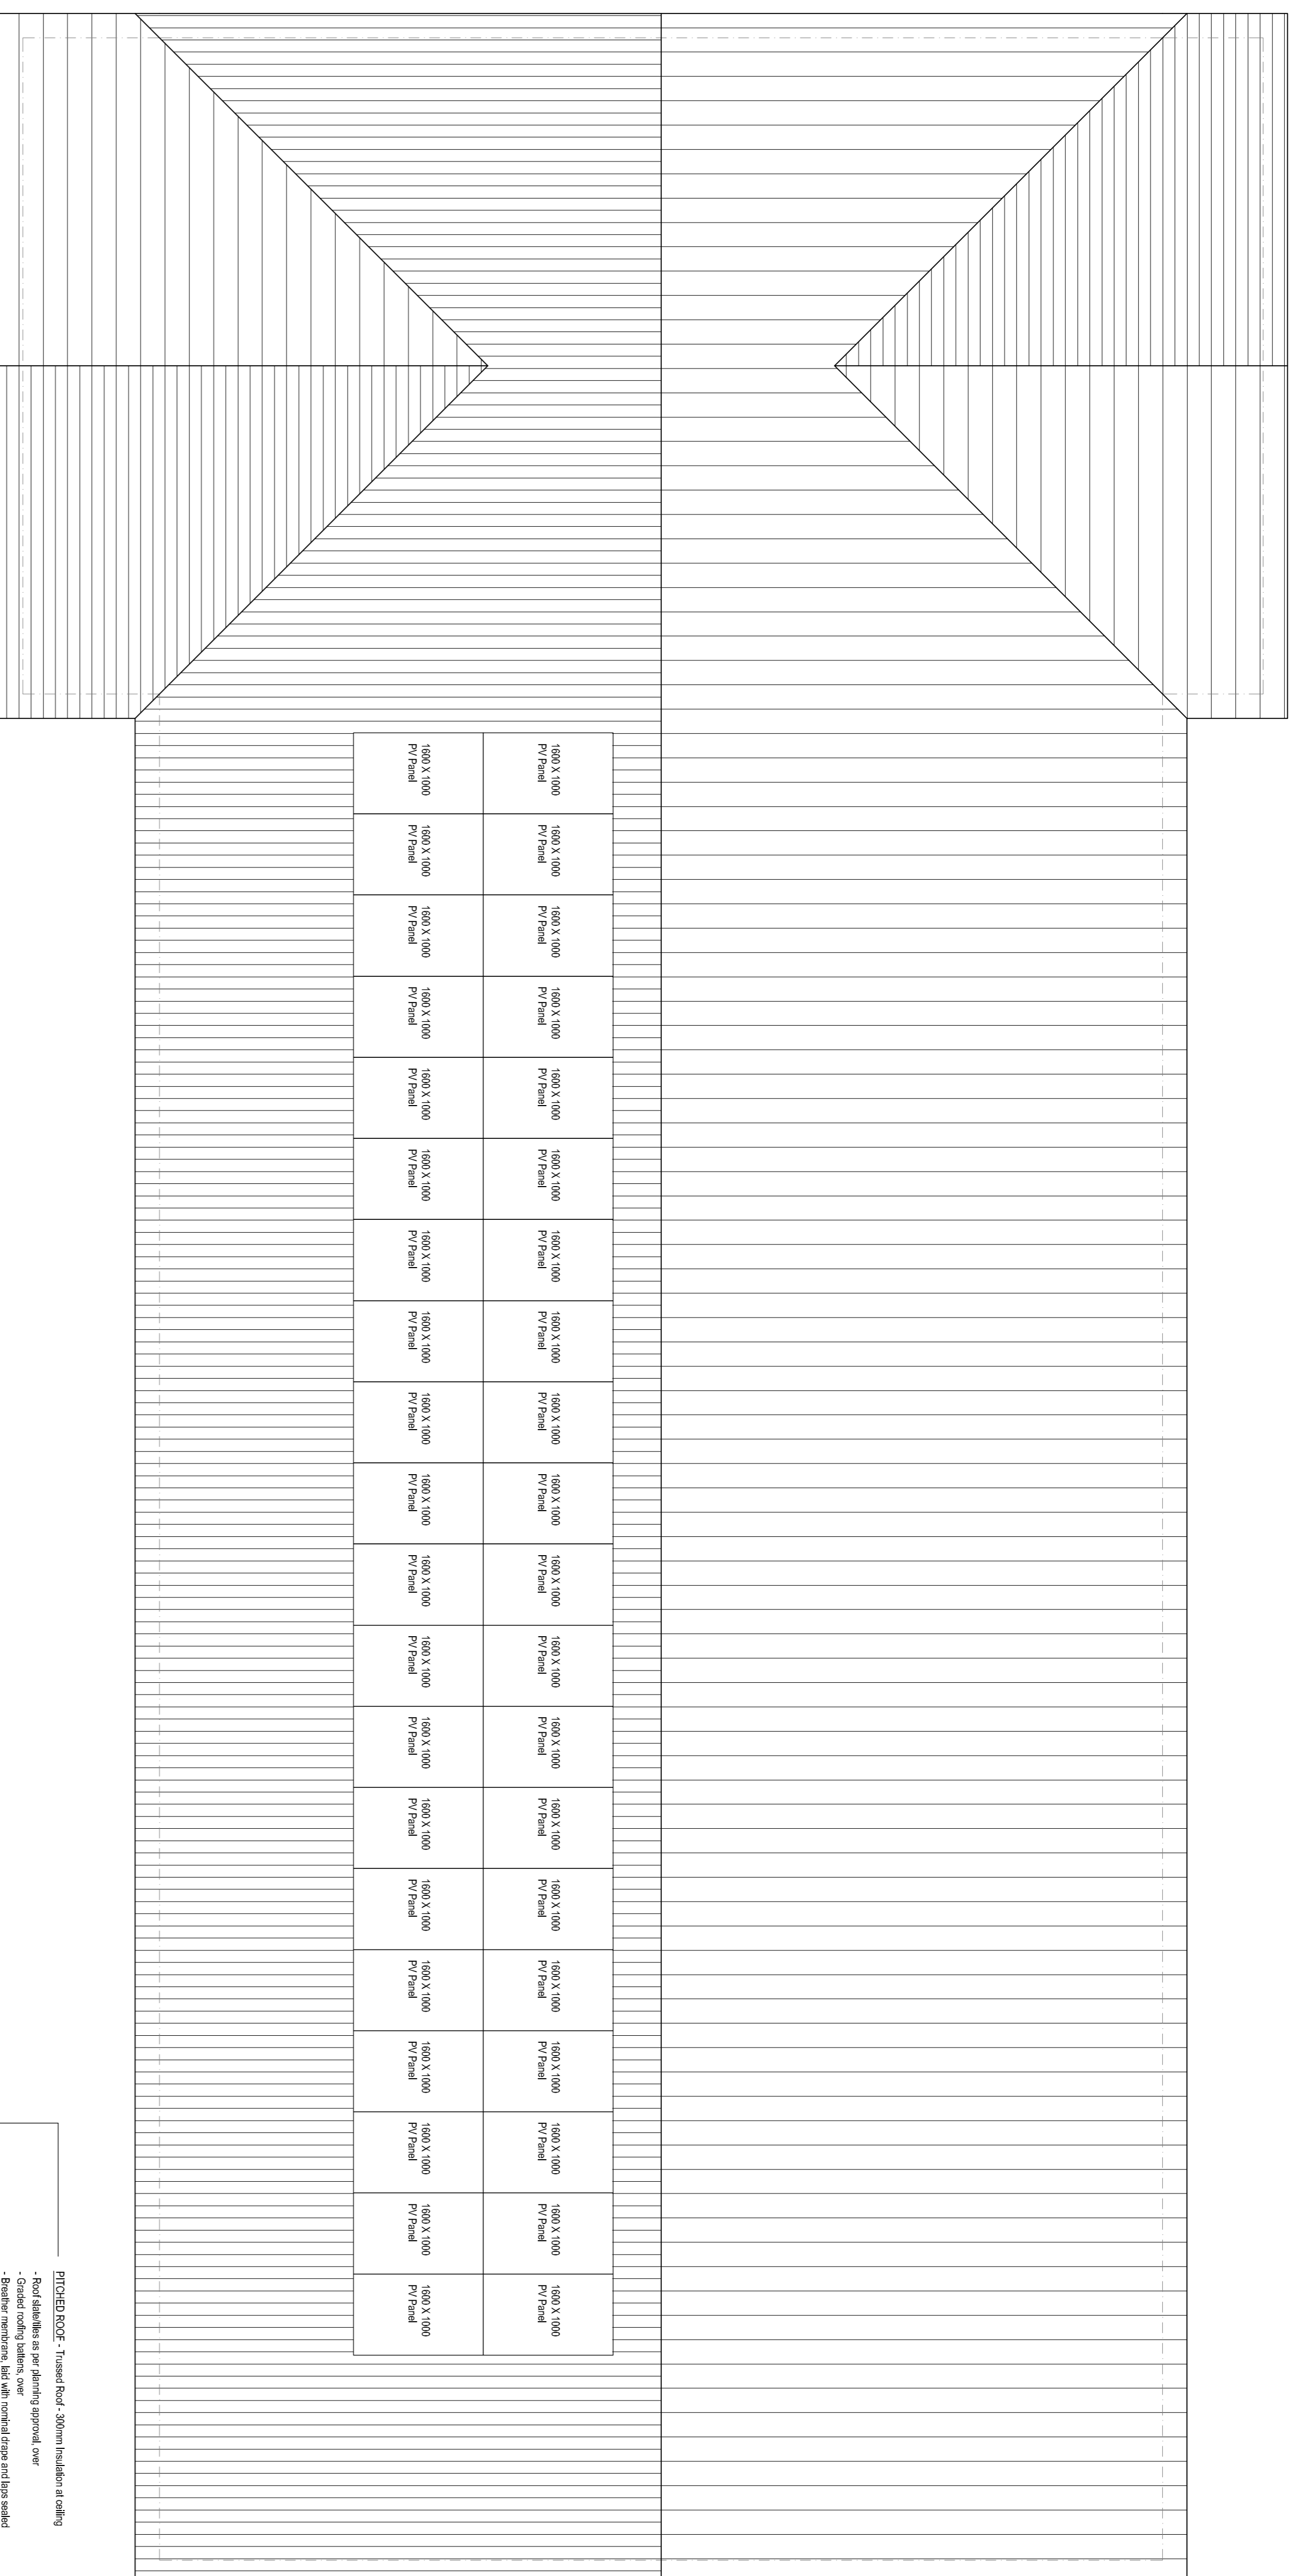 1600 X 1000
PV Panel
1600 X 1000
PV Panel
1600 X 1000
PV Panel
1600 X 1000
PV Panel
1600 X 1000
PV Panel
1600 X 1000
PV Panel
1600 X 1000
PV Panel
1600 X 1000
PV Panel
1600 X 1000
PV Panel
1600 X 1000
PV Panel
1600 X 1000
PV Panel
1600 X 1000
PV Panel
1600 X 1000
PV Panel
1600 X 1000
PV Panel
1600 X 1000
PV Panel
1600 X 1000
PV Panel
1600 X 1000
PV Panel
1600 X 1000
PV Panel
1600 X 1000
PV Panel
1600 X 1000
PV Panel
1600 X 1000
PV Panel
1600 X 1000
PV Panel
1600 X 1000
PV Panel
1600 X 1000
PV Panel
1600 X 1000
PV Panel
1600 X 1000
PV Panel
1600 X 1000
PV Panel
1600 X 1000
PV Panel
1600 X 1000
PV Panel
1600 X 1000
PV Panel
1600 X 1000
PV Panel
1600 X 1000
PV Panel
1600 X 1000
PV Panel
1600 X 1000
PV Panel
1600 X 1000
PV Panel
1600 X 1000
PV Panel
1600 X 1000
PV Panel
1600 X 1000
PV Panel
1600 X 1000
PV Panel
1600 X 1000
PV Panel
PITCHED ROOF - Trussed Roof - 300mm Insulation at ceiling
- Roof slate/tiles as per planning approval, over
- Graded roofing battens, over
- Breather membrane, laid with nominal drape and laps sealed